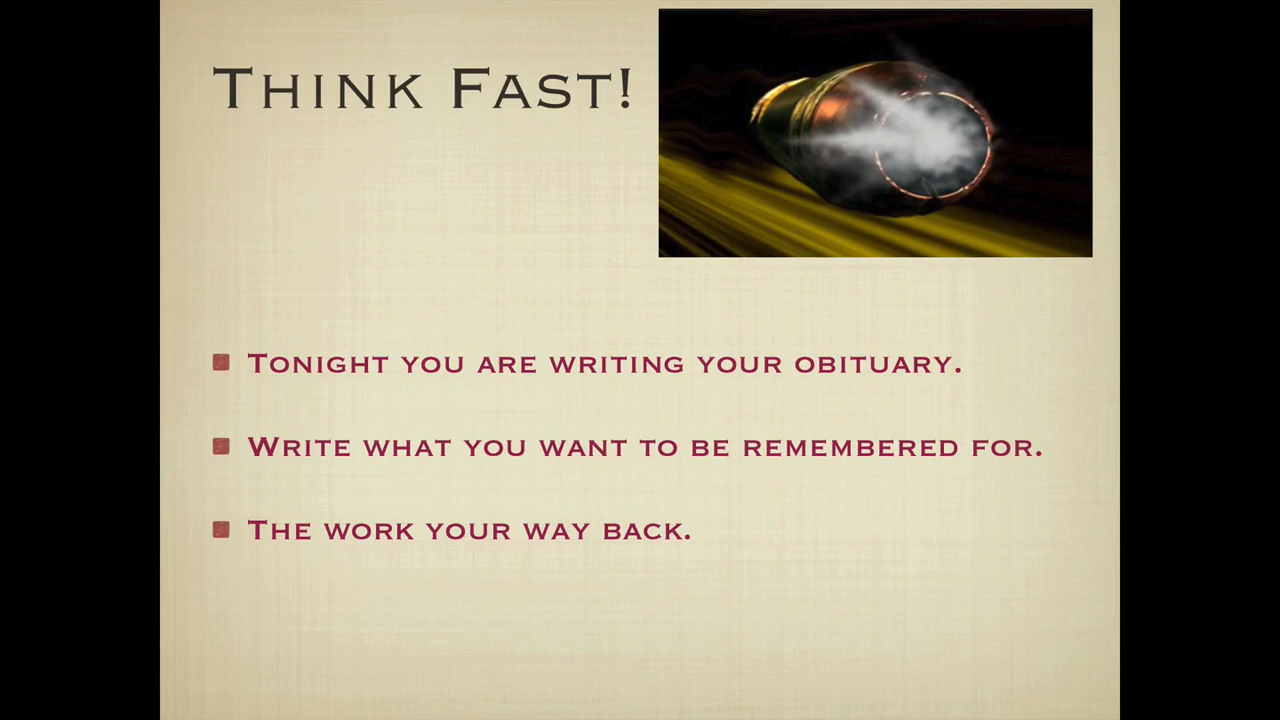 Think Fast!
Tonight you are writing your obituary.
Write what you want to be remembered for.
The work your way back.